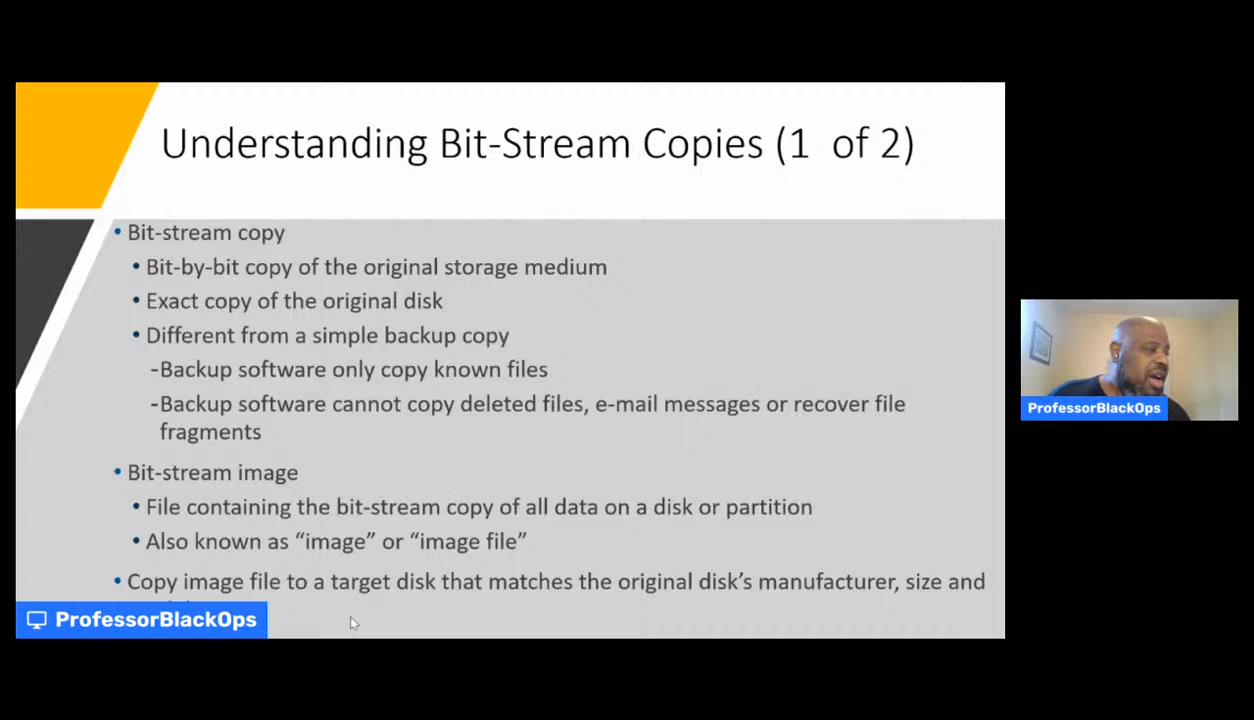 Understanding Bit-Stream Copies (1 of 2)
• Bit-stream copy
• Bit-by-bit copy of the original storage medium
• Exact copy of the original disk
• Different from a simple backup copy
-Backup software only copy known files
-Backup software cannot copy deleted files, e-mail messages or recover file
fragments
• Bit-stream image
• File containing the bit-stream copy of all data on a disk or partition
• Also known as “image” or “image file”
• Copy image file to a target disk that matches the original disk’s manufacturer, size and
ProfessorBlackOps
ProfessorBlackOps